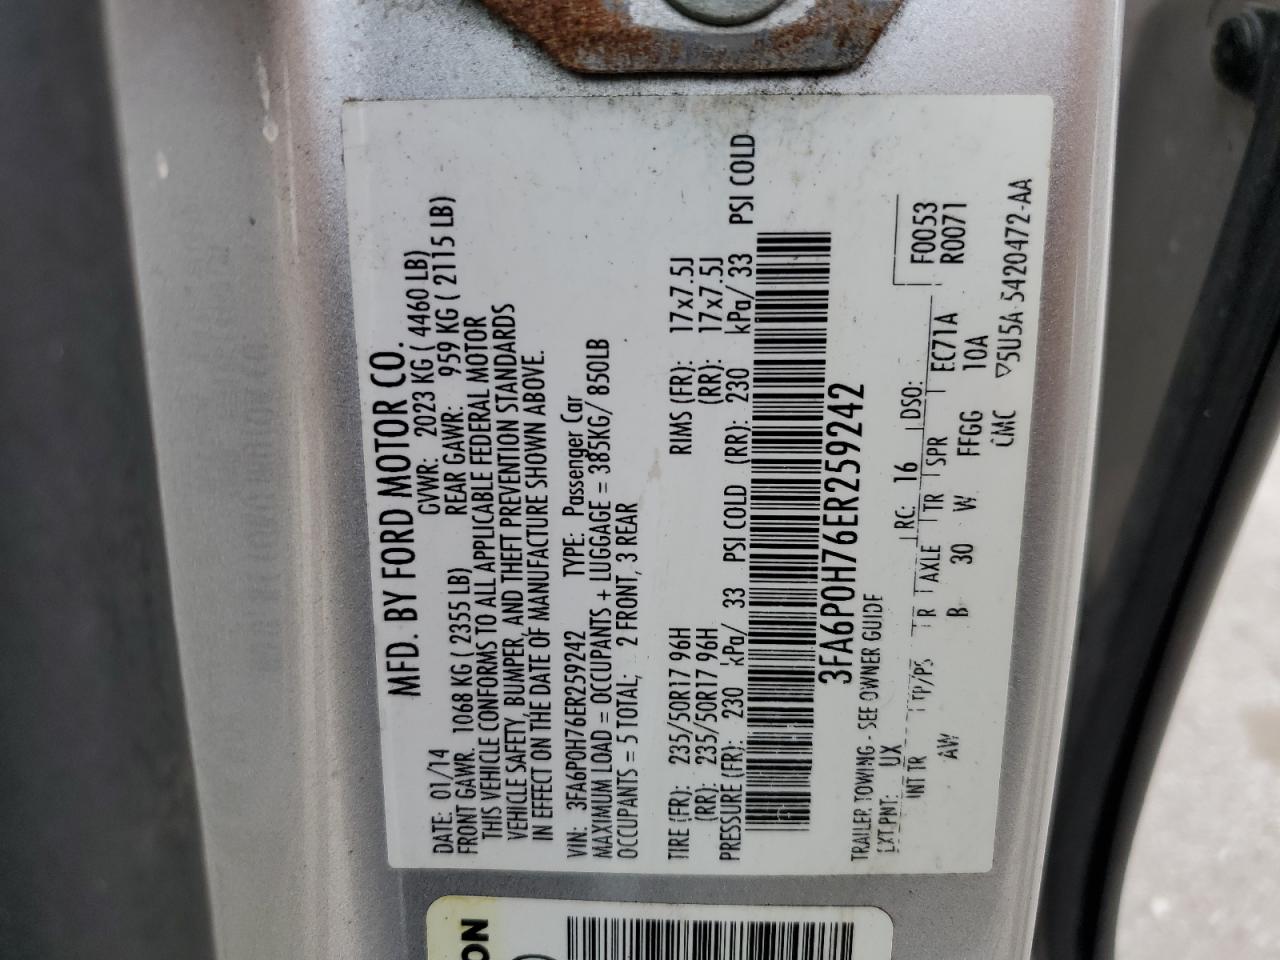 MFD. BY FORD MOTOR CO.
DATE: 01/14 GVWR: 2023 KG ( 4460 LB)
FRONT GAWR: 1068 KG ( 2355 LB) REAR GAWR: 959 KG ( 2115 LB)
THIS VEHICLE CONFORMS TO ALL APPLICABLE FEDERAL MOTOR
VEHICLE SAFETY, BUMPER, AND THEFT PREVENTION STANDARDS
IN EFFECT ON THE DATE OF MANUFACTURE SHOWN ABOVE.
VIN: 3FA6P0H76ER259242 TYPE: Passenger Car
MAXIMUM LOAD = OCCUPANTS + LUGGAGE = 385KG/ 850LB
OCCUPANTS = 5 TOTAL; 2 FRONT, 3 REAR
TIRE (FR): 235/50R17 96H RIMS (FR): 17x7.5J
(RR): 235/50R17 96H (RR): 17x7.5J
PRESSURE (FR): 230 kPa/ 33 PSI COLD (RR): 230 kPa/ 33 PSI COLD
3FA6P0H76ER259242
TRAILER TOWING - SEE OWNER GUIDE
EXT PNT: UX RC: 16 DSO: F0053
INT TR TP/PS R AXLE TR SPR EC71A R0071
AW B 30 W FFGG 10A
CMC ▽5U5A-5420472-AA
ON